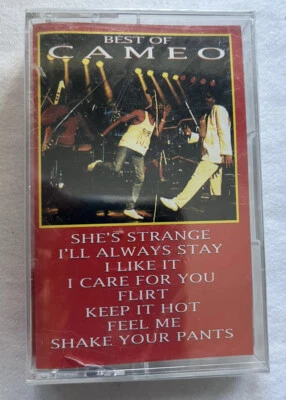 BEST OF
CAMEO
SHE'S STRANGE
I'LL ALWAYS STAY
I LIKE IT
I CARE FOR YOU
FLIRT
KEEP IT HOT
FEEL ME
SHAKE YOUR PANTS